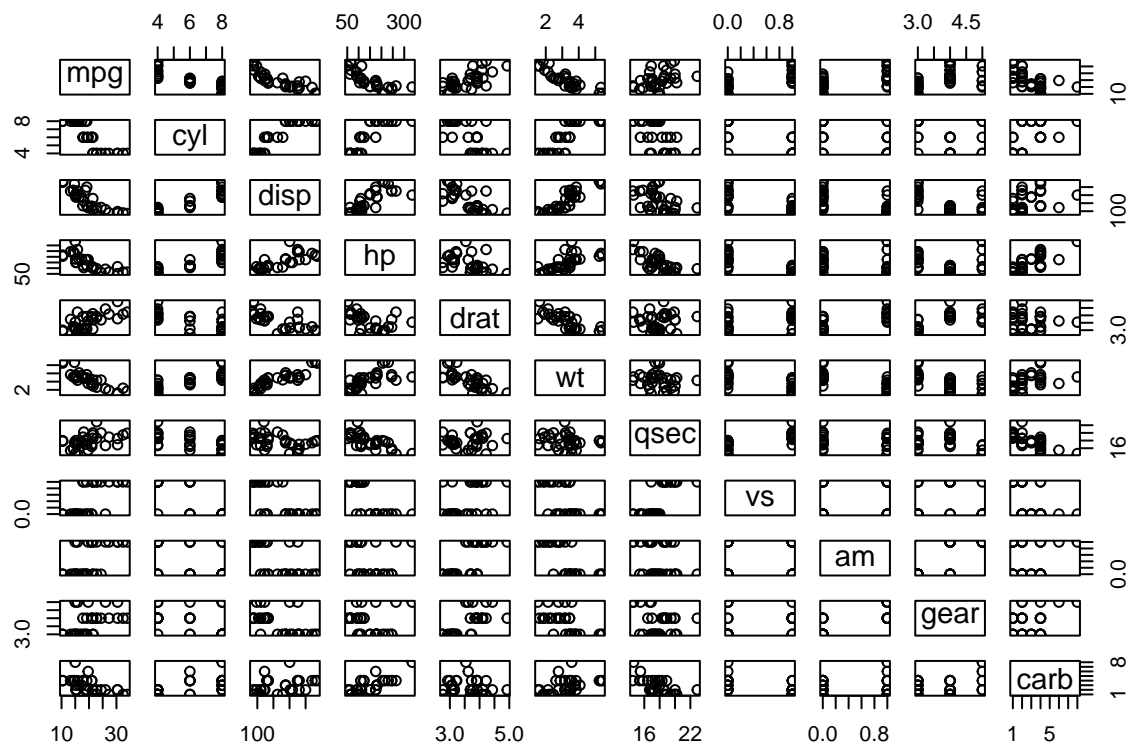 4 6 8 50 300 2 4 0.0 1.0 3.0 4.5
mpg 10
4 8 cyl
disp 100
50 hp
drat 3.0
2 wt
qsec 16
0.0 vs
am 0.0
3.0 gear
carb 1 8
10 30 100 3.0 5.0 16 22 0.0 0.8 1 5